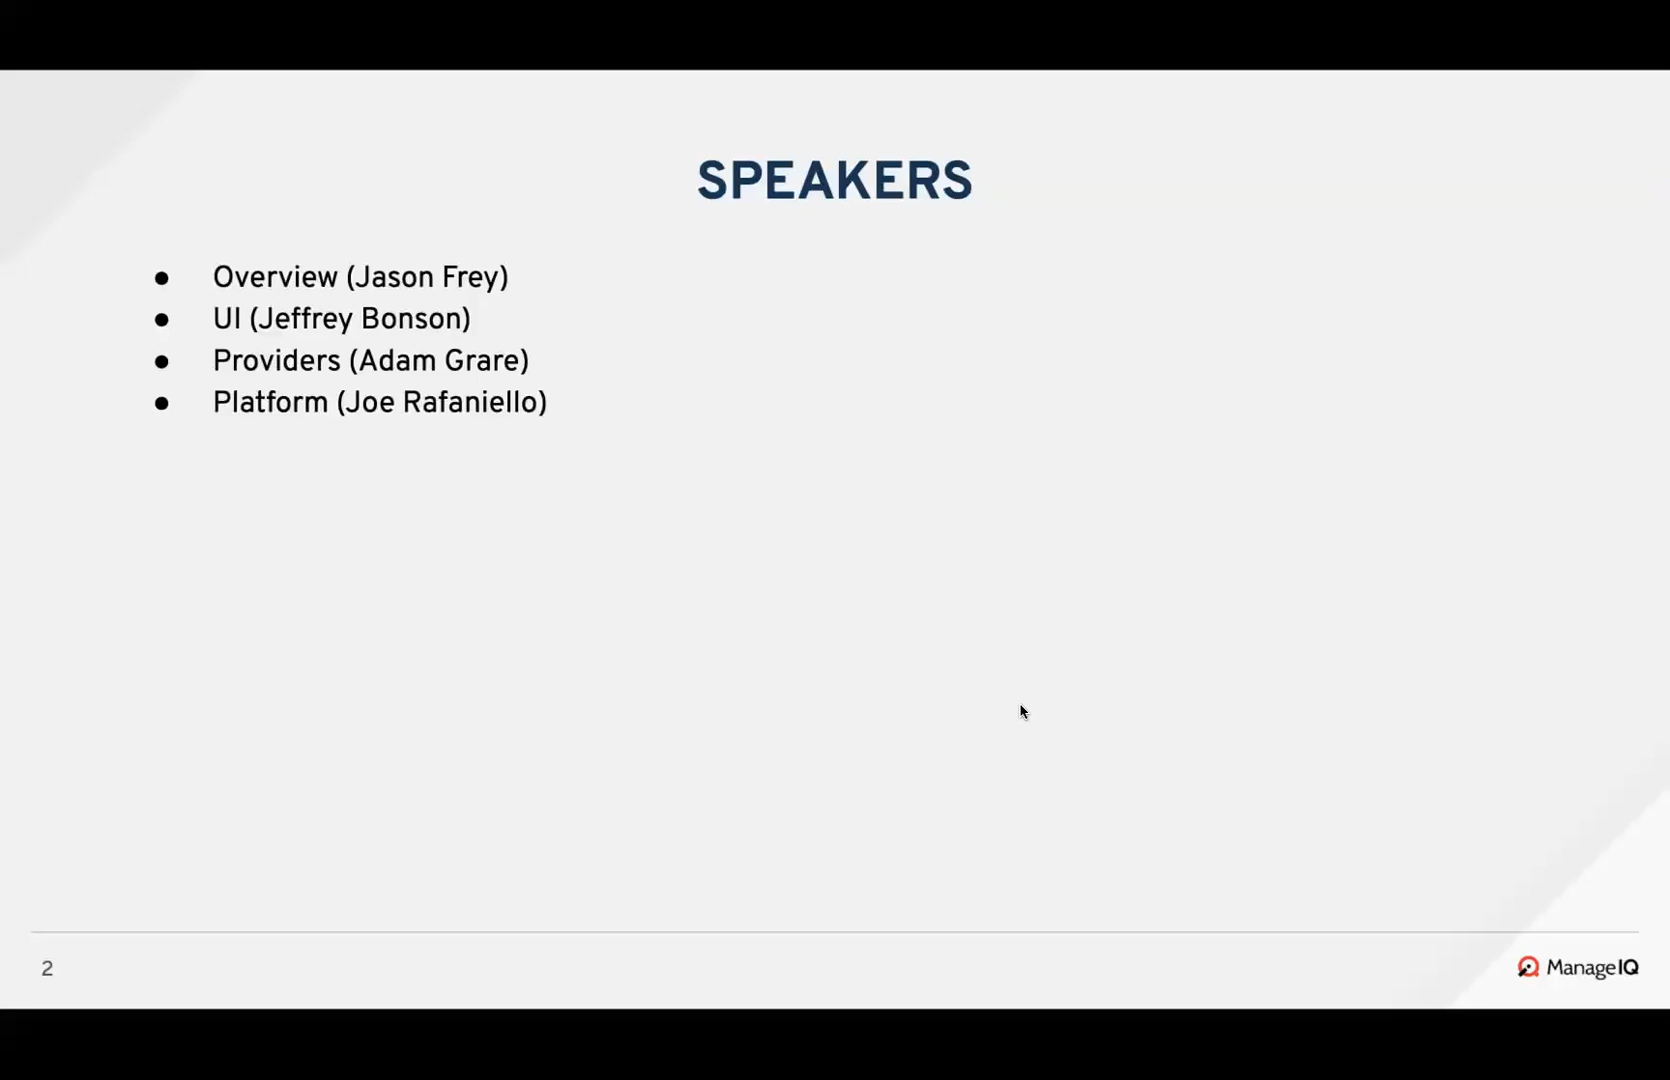 SPEAKERS
● Overview (Jason Frey)
● UI (Jeffrey Bonson)
● Providers (Adam Grare)
● Platform (Joe Rafaniello)
2
ManageIQ